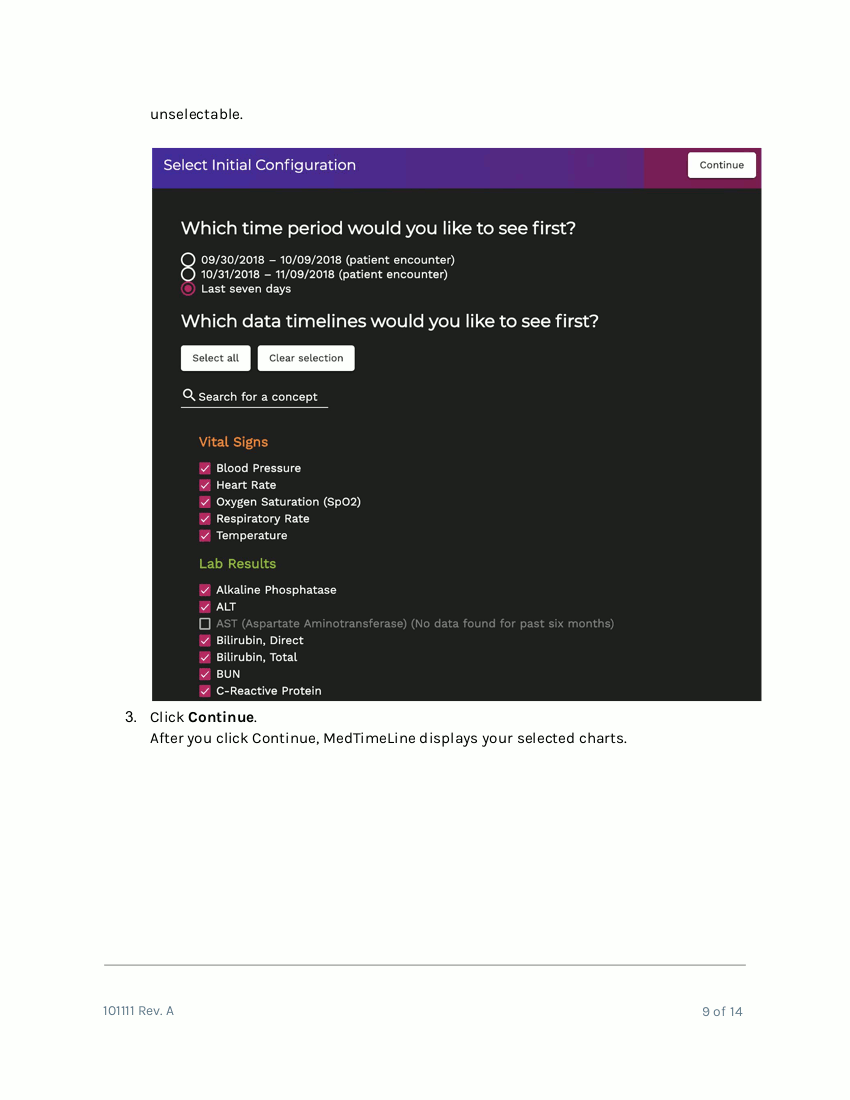 unselectable.
Select Initial Configuration
Continue
Which time period would you like to see first?
09/30/2018 – 10/09/2018 (patient encounter)
10/31/2018 – 11/09/2018 (patient encounter)
Last seven days
Which data timelines would you like to see first?
Select all
Clear selection
Search for a concept
Vital Signs
Blood Pressure
Heart Rate
Oxygen Saturation (SpO2)
Respiratory Rate
Temperature
Lab Results
Alkaline Phosphatase
ALT
AST (Aspartate Aminotransferase) (No data found for past six months)
Bilirubin, Direct
Bilirubin, Total
BUN
C-Reactive Protein
3. Click Continue.
After you click Continue, MedTimeLine displays your selected charts.
101111 Rev. A
9 of 14